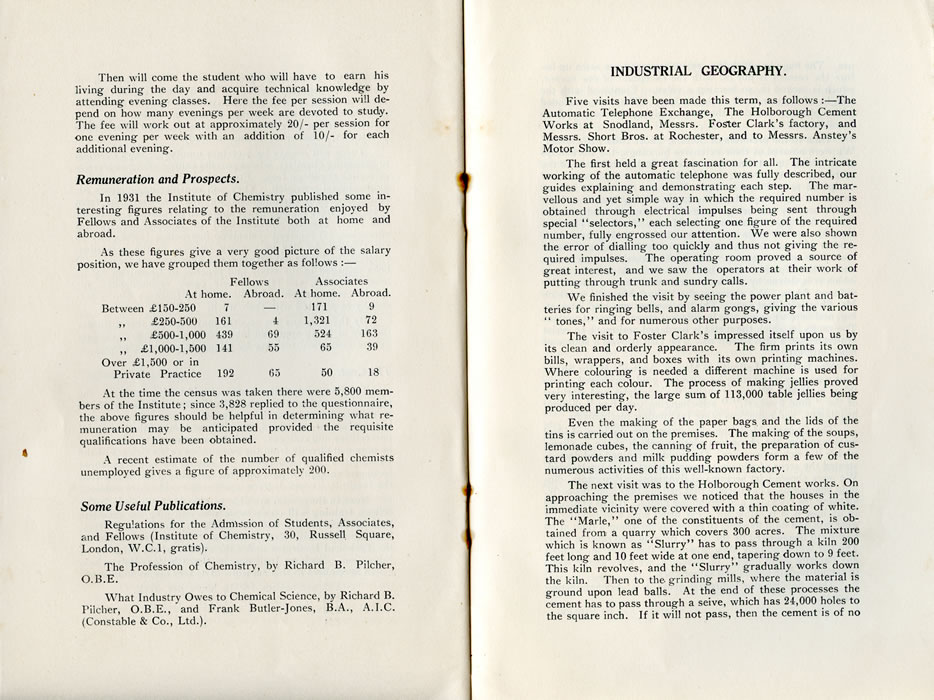 Then will come the student who will have to earn his
living during the day and acquire technical knowledge by
attending evening classes. Here the fee per session will de-
pend on how many evenings per week are devoted to study.
The fee will work out at approximately 20/- per session for
one evening per week with an addition of 10/- for each
additional evening.
Remuneration and Prospects.
In 1931 the Institute of Chemistry published some in-
teresting figures relating to the remuneration enjoyed by
Fellows and Associates of the Institute both at home and
abroad.
As these figures give a very good picture of the salary
position, we have grouped them together as follows :—
Fellows Associates
At home. Abroad. At home. Abroad.
Between £150-250 7 — 171 9
,, £250-500 161 4 1,321 72
,, £500-1,000 439 69 524 163
,, £1,000-1,500 141 55 65 39
Over £1,500 or in
Private Practice 192 65 50 18
At the time the census was taken there were 5,800 mem-
bers of the Institute; since 3,828 replied to the questionnaire,
the above figures should be helpful in determining what re-
muneration may be anticipated provided the requisite
qualifications have been obtained.
A recent estimate of the number of qualified chemists
unemployed gives a figure of approximately 200.
Some Useful Publications.
Regulations for the Admission of Students, Associates,
and Fellows (Institute of Chemistry, 30, Russell Square,
London, W.C.1, gratis).
The Profession of Chemistry, by Richard B. Pilcher,
O.B.E.
What Industry Owes to Chemical Science, by Richard B.
Pilcher, O.B.E., and Frank Butler-Jones, B.A., A.I.C.
(Constable & Co., Ltd.).
INDUSTRIAL GEOGRAPHY.
Five visits have been made this term, as follows :—The
Automatic Telephone Exchange, The Holborough Cement
Works at Snodland, Messrs. Foster Clark's factory, and
Messrs. Short Bros. at Rochester, and to Messrs. Anstey's
Motor Show.
The first held a great fascination for all. The intricate
working of the automatic telephone was fully described, our
guides explaining and demonstrating each step. The mar-
vellous and yet simple way in which the required number is
obtained through electrical impulses being sent through
special "selectors," each selecting one figure of the required
number, fully engrossed our attention. We were also shown
the error of dialling too quickly and thus not giving the re-
quired impulses. The operating room proved a source of
great interest, and we saw the operators at their work of
putting through trunk and sundry calls.
We finished the visit by seeing the power plant and bat-
teries for ringing bells, and alarm gongs, giving the various
" tones," and for numerous other purposes.
The visit to Foster Clark's impressed itself upon us by
its clean and orderly appearance. The firm prints its own
bills, wrappers, and boxes with its own printing machines.
Where colouring is needed a different machine is used for
printing each colour. The process of making jellies proved
very interesting, the large sum of 113,000 table jellies being
produced per day.
Even the making of the paper bags and the lids of the
tins is carried out on the premises. The making of the soups,
lemonade cubes, the canning of fruit, the preparation of cus-
tard powders and milk pudding powders form a few of the
numerous activities of this well-known factory.
The next visit was to the Holborough Cement works. On
approaching the premises we noticed that the houses in the
immediate vicinity were covered with a thin coating of white.
The "Marle," one of the constituents of the cement, is ob-
tained from a quarry which covers 300 acres. The mixture
which is known as "Slurry" has to pass through a kiln 200
feet long and 10 feet wide at one end, tapering down to 9 feet.
This kiln revolves, and the "Slurry" gradually works down
the kiln. Then to the grinding mills, where the material is
ground upon lead balls. At the end of these processes the
cement has to pass through a seive, which has 24,000 holes to
the square inch. If it will not pass, then the cement is of no